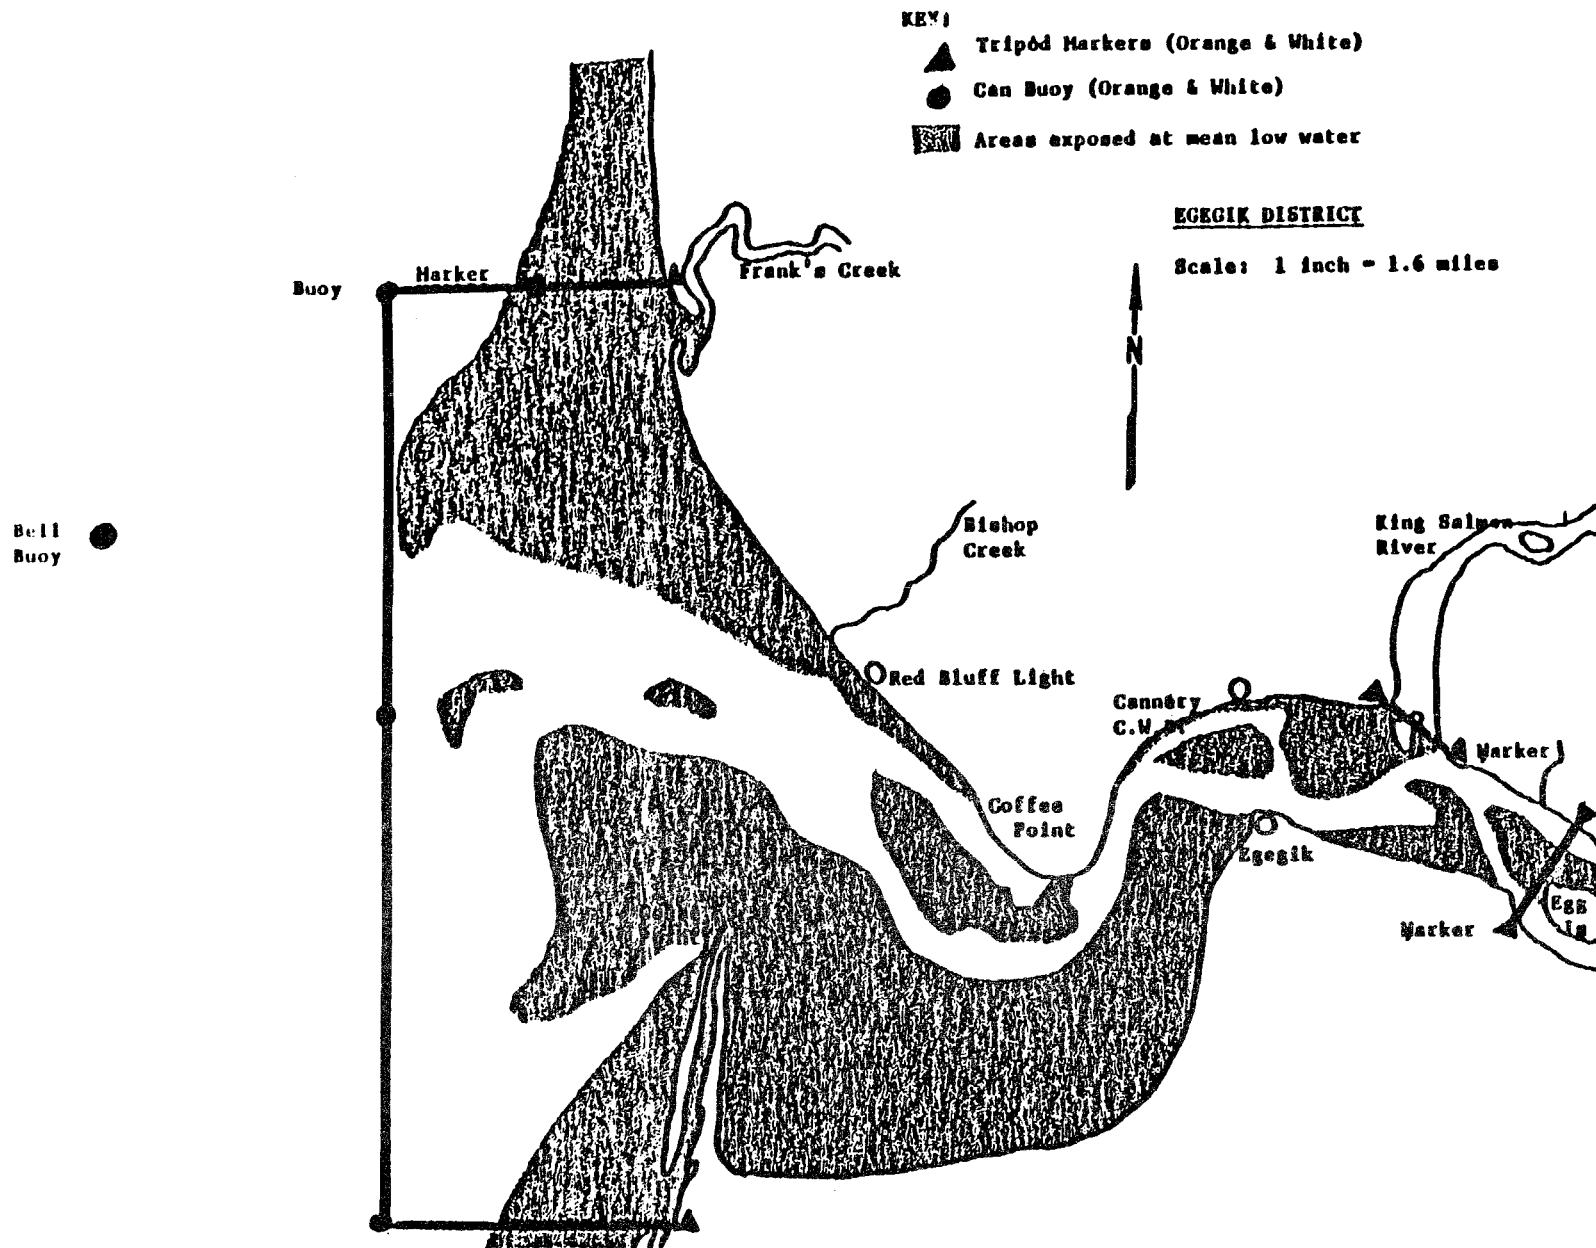 KEY:
Tripod Markers (Orange & White)
Can Buoy (Orange & White)
Areas exposed at mean low water
EGEGIK DISTRICT
Scale: 1 inch = 1.6 miles
Frank's Creek
Marker
Buoy
N
Bell
Buoy
Bishop
Creek
King Salmon
River
Red Bluff Light
Cannery
C.W.
Marker
Coffee
Point
Egegik
Egg
Is
Marker